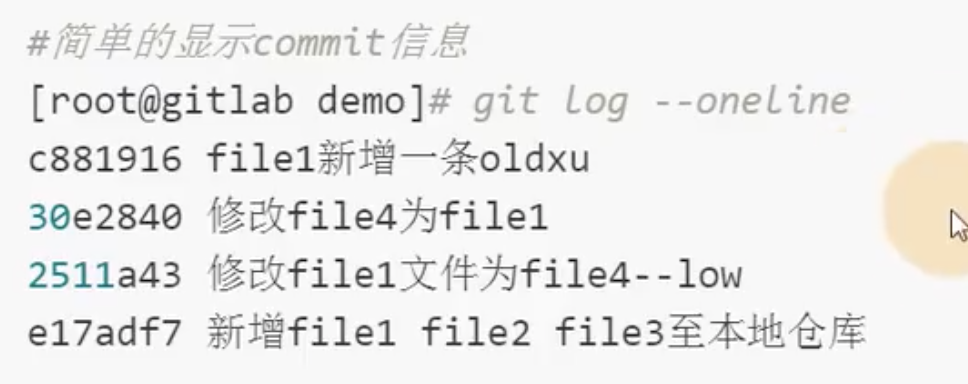 #简单的显示commit信息
[root@gitlab demo]# git log --oneline
c881916 file1新增一条oldxu
30e2840 修改file4为file1
2511a43 修改file1文件为file4--low
e17adf7 新增file1 file2 file3至本地仓库